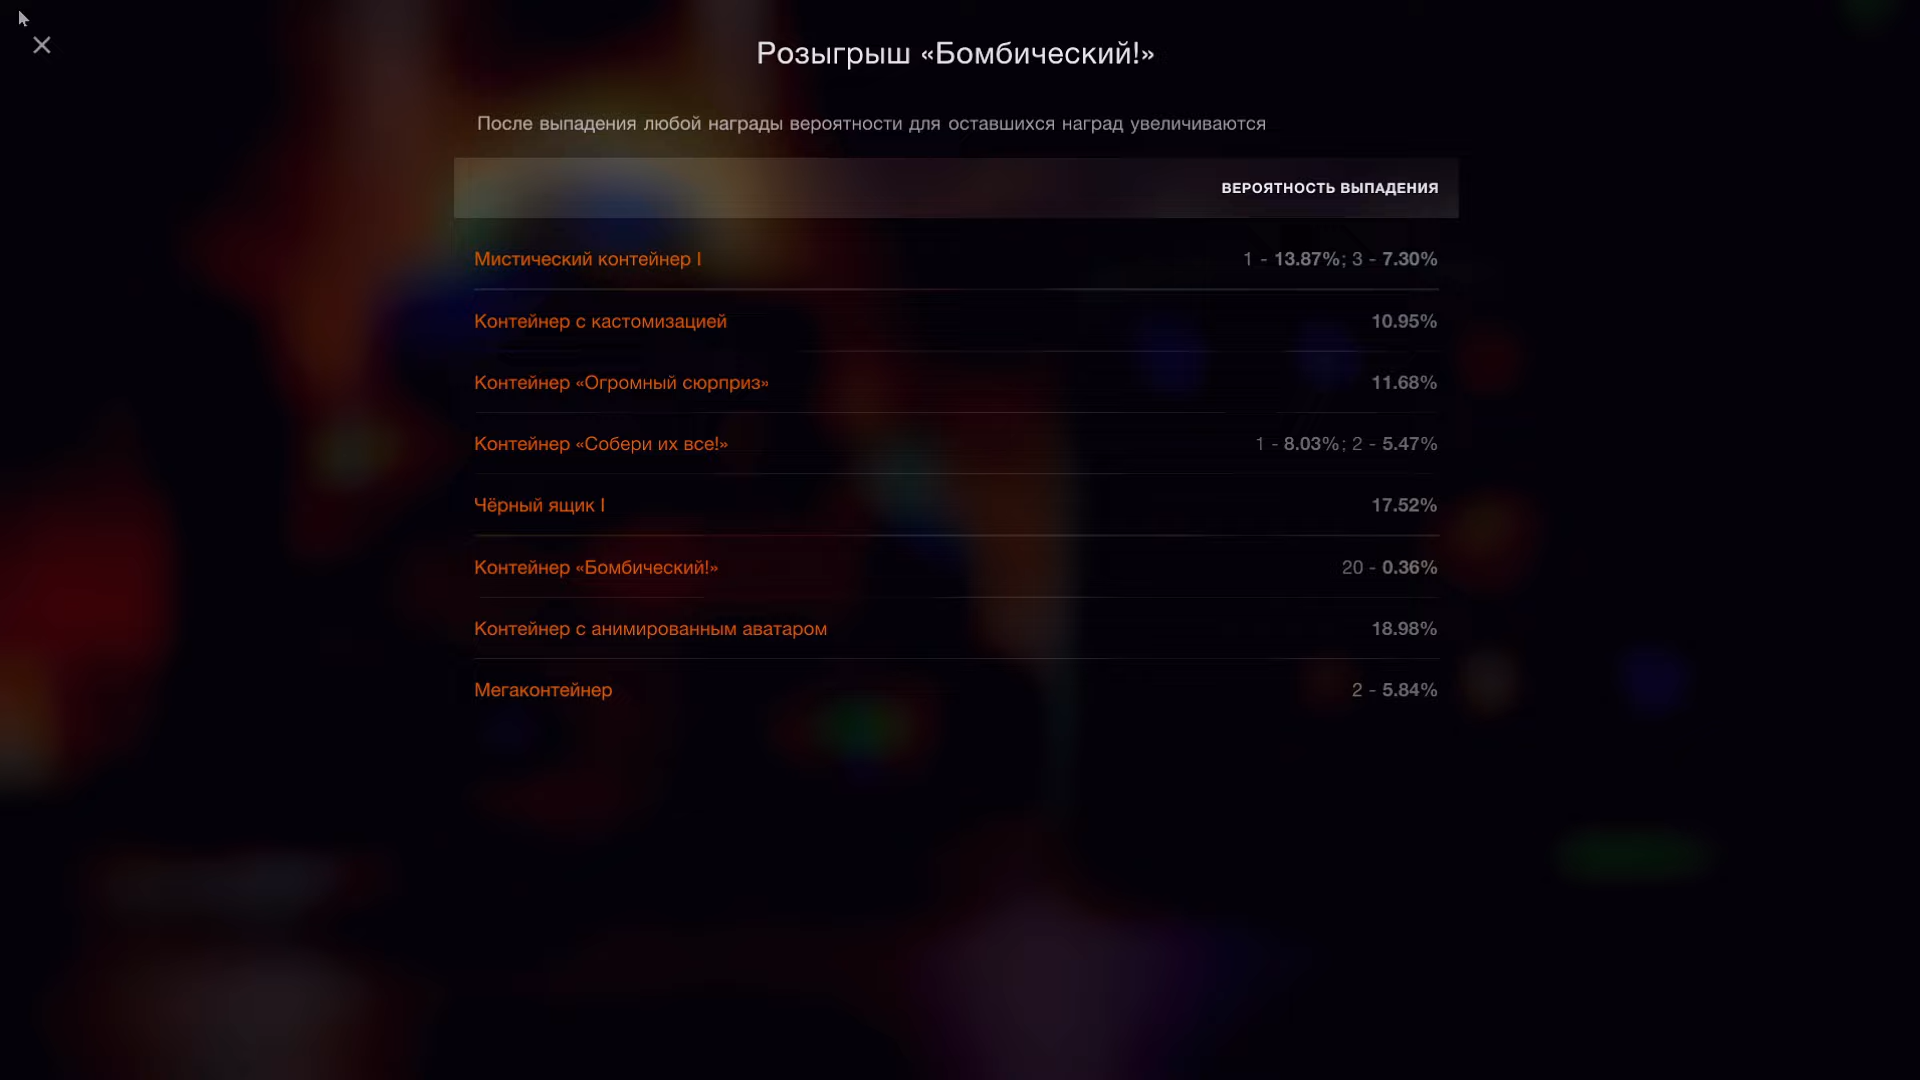 Розыгрыш «Бомбический!»
После выпадения любой награды вероятности для оставшихся наград увеличиваются
ВЕРОЯТНОСТЬ ВЫПАДЕНИЯ
Мистический контейнер I 1 - 13.87%; 3 - 7.30%
Контейнер с кастомизацией 10.95%
Контейнер «Огромный сюрприз» 11.68%
Контейнер «Собери их все!» 1 - 8.03%; 2 - 5.47%
Чёрный ящик I 17.52%
Контейнер «Бомбический!» 20 - 0.36%
Контейнер с анимированным аватаром 18.98%
Мегаконтейнер 2 - 5.84%